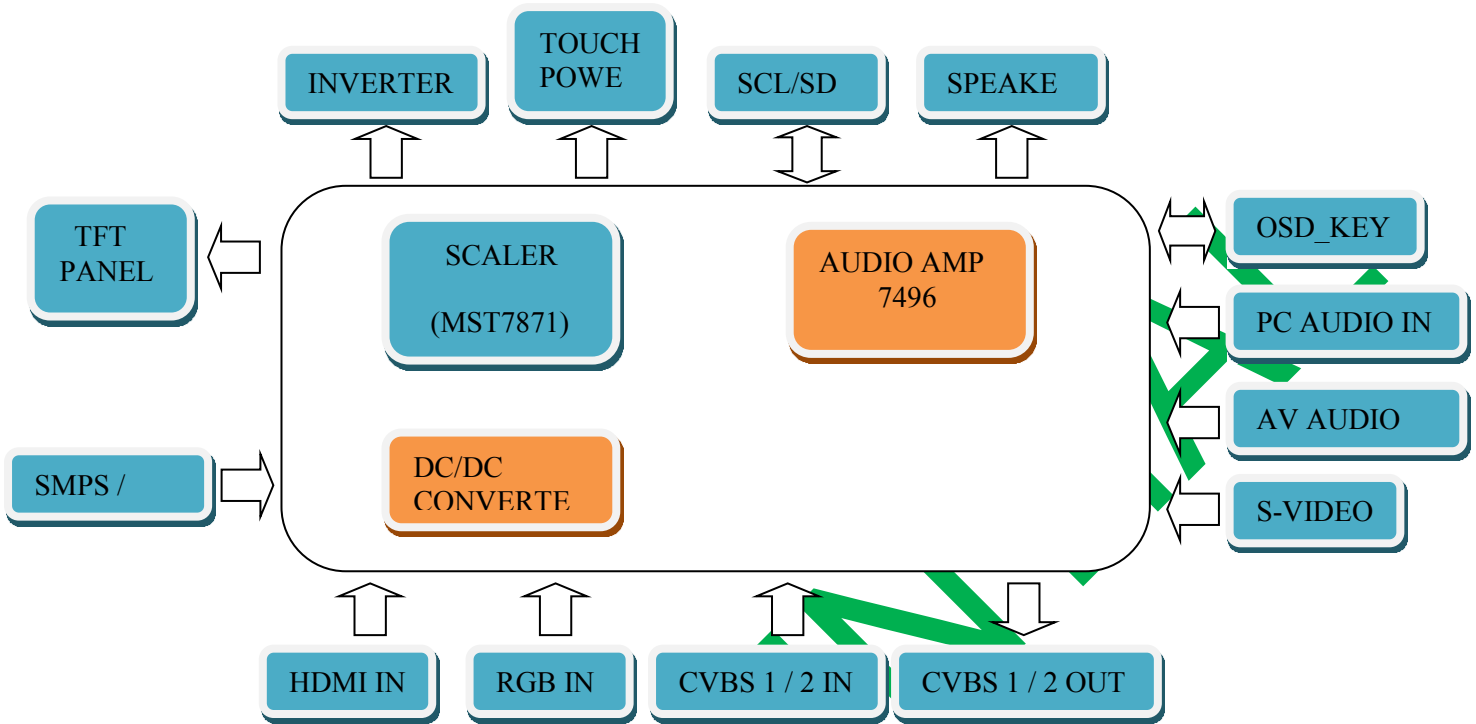 INVERTER
TOUCH
POWE
SCL/SD
SPEAKE
TFT
PANEL
SCALER
(MST7871)
AUDIO AMP
7496
OSD_KEY
PC AUDIO IN
AV AUDIO
S-VIDEO
SMPS /
DC/DC
CONVERTE
HDMI IN
RGB IN
CVBS 1 / 2 IN
CVBS 1 / 2 OUT